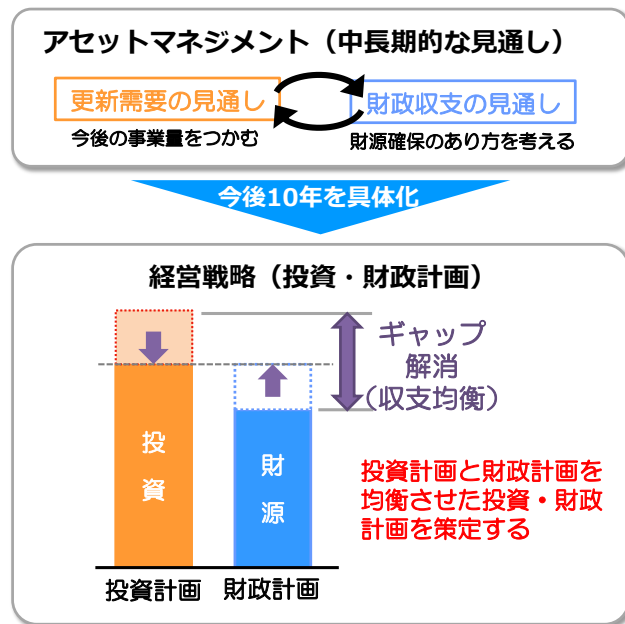 アセットマネジメント（中長期的な見通し）
更新需要の見通し
財政収支の見通し
今後の事業量をつかむ
財源確保のあり方を考える
今後10年を具体化
経営戦略（投資・財政計画）
ギャップ
解消
（収支均衡）
投資
財源
投資計画と財政計画を
均衡させた投資・財政
計画を策定する
投資計画
財政計画